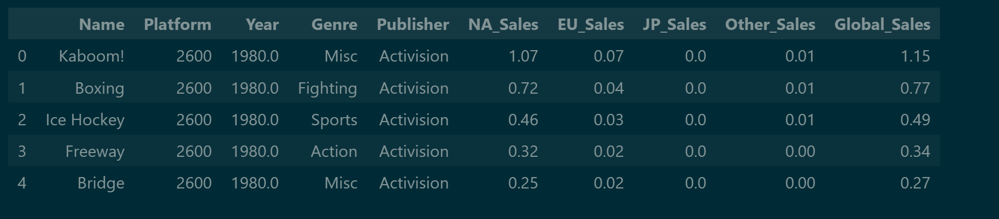 Name Platform Year Genre Publisher NA_Sales EU_Sales JP_Sales Other_Sales Global_Sales
0 Kaboom! 2600 1980.0 Misc Activision 1.07 0.07 0.0 0.01 1.15
1 Boxing 2600 1980.0 Fighting Activision 0.72 0.04 0.0 0.01 0.77
2 Ice Hockey 2600 1980.0 Sports Activision 0.46 0.03 0.0 0.01 0.49
3 Freeway 2600 1980.0 Action Activision 0.32 0.02 0.0 0.00 0.34
4 Bridge 2600 1980.0 Misc Activision 0.25 0.02 0.0 0.00 0.27